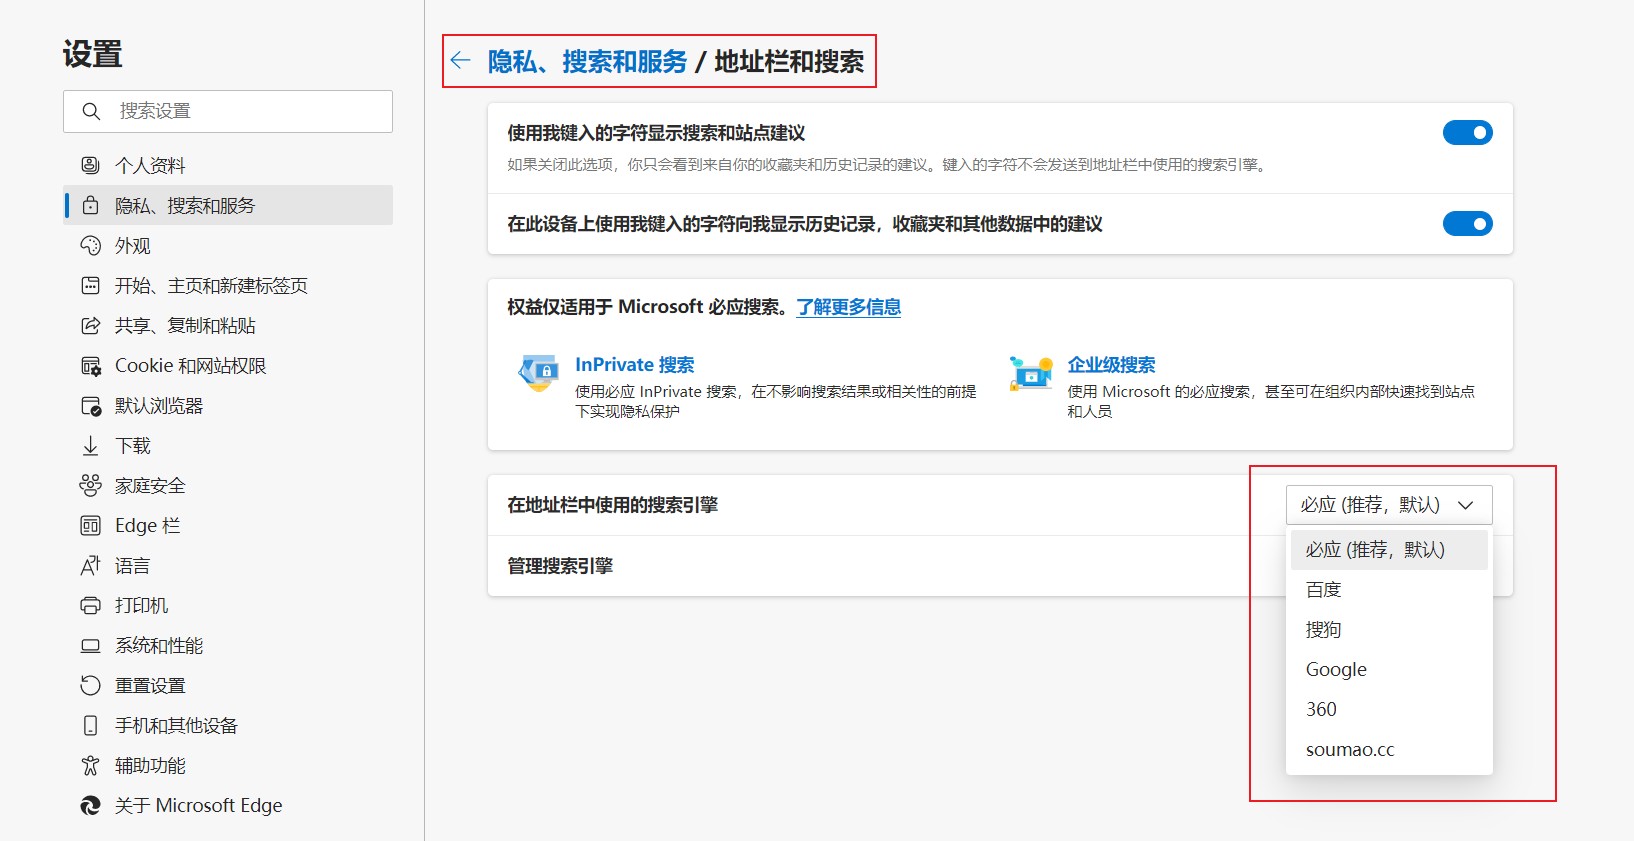 设置
搜索设置
个人资料
隐私、搜索和服务
外观
开始、主页和新建标签页
共享、复制和粘贴
Cookie 和网站权限
默认浏览器
下载
家庭安全
Edge 栏
语言
打印机
系统和性能
重置设置
手机和其他设备
辅助功能
关于 Microsoft Edge
隐私、搜索和服务 / 地址栏和搜索
使用我键入的字符显示搜索和站点建议
如果关闭此选项，你只会看到来自你的收藏夹和历史记录的建议。键入的字符不会发送到地址栏中使用的搜索引擎。
在此设备上使用我键入的字符向我显示历史记录，收藏夹和其他数据中的建议
权益仅适用于 Microsoft 必应搜索。了解更多信息
InPrivate 搜索
使用必应 InPrivate 搜索，在不影响搜索结果或相关性的前提
下实现隐私保护
企业级搜索
使用 Microsoft 的必应搜索，甚至可在组织内部快速找到站点
和人员
在地址栏中使用的搜索引擎
必应 (推荐，默认)
管理搜索引擎
必应 (推荐，默认)
百度
搜狗
Google
360
soumao.cc